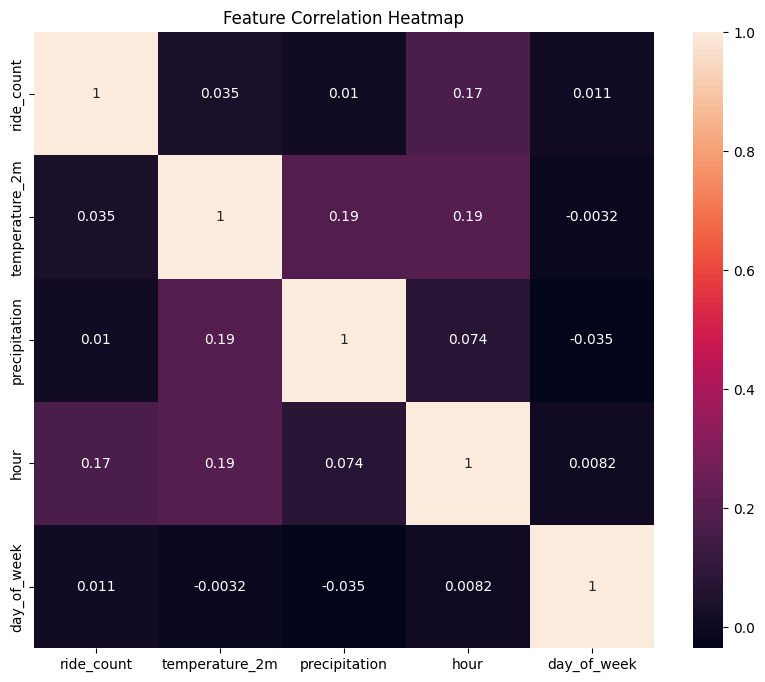 Feature Correlation Heatmap
ride_count 1 0.035 0.01 0.17 0.011
temperature_2m 0.035 1 0.19 0.19 -0.0032
precipitation 0.01 0.19 1 0.074 -0.035
hour 0.17 0.19 0.074 1 0.0082
day_of_week 0.011 -0.0032 -0.035 0.0082 1
ride_count temperature_2m precipitation hour day_of_week
1.0
0.8
0.6
0.4
0.2
0.0